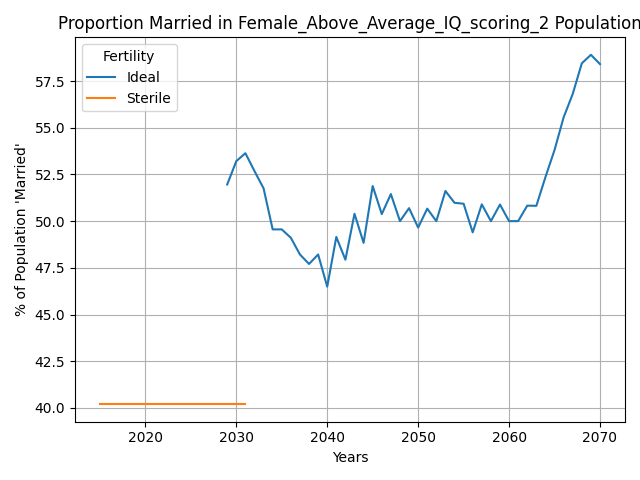 Proportion Married in Female_Above_Average_IQ_scoring_2 Population
Fertility
Ideal
Sterile
% of Population 'Married'
57.5
55.0
52.5
50.0
47.5
45.0
42.5
40.0
2020 2030 2040 2050 2060 2070
Years